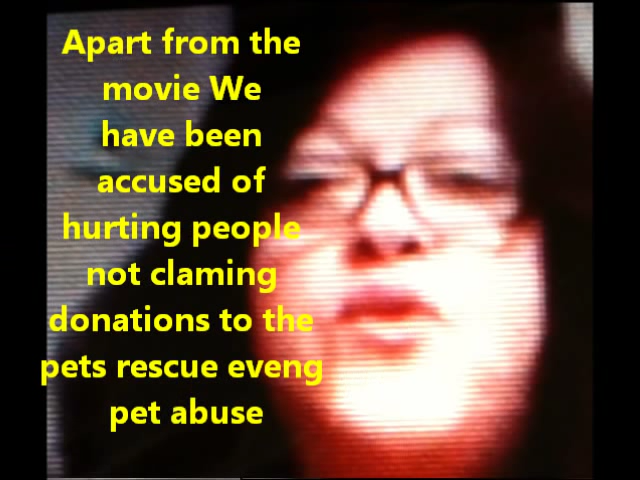 Apart from the
movie We
have been
accused of
hurting people
not claming
donations to the
pets rescue eveng
pet abuse